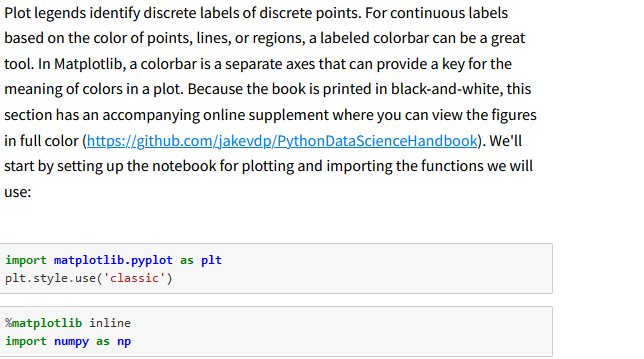 Plot legends identify discrete labels of discrete points. For continuous labels
based on the color of points, lines, or regions, a labeled colorbar can be a great
tool. In Matplotlib, a colorbar is a separate axes that can provide a key for the
meaning of colors in a plot. Because the book is printed in black-and-white, this
section has an accompanying online supplement where you can view the figures
in full color (https://github.com/jakevdp/PythonDataScienceHandbook). We'll
start by setting up the notebook for plotting and importing the functions we will
use:
import matplotlib.pyplot as plt
plt.style.use('classic')
%matplotlib inline
import numpy as np